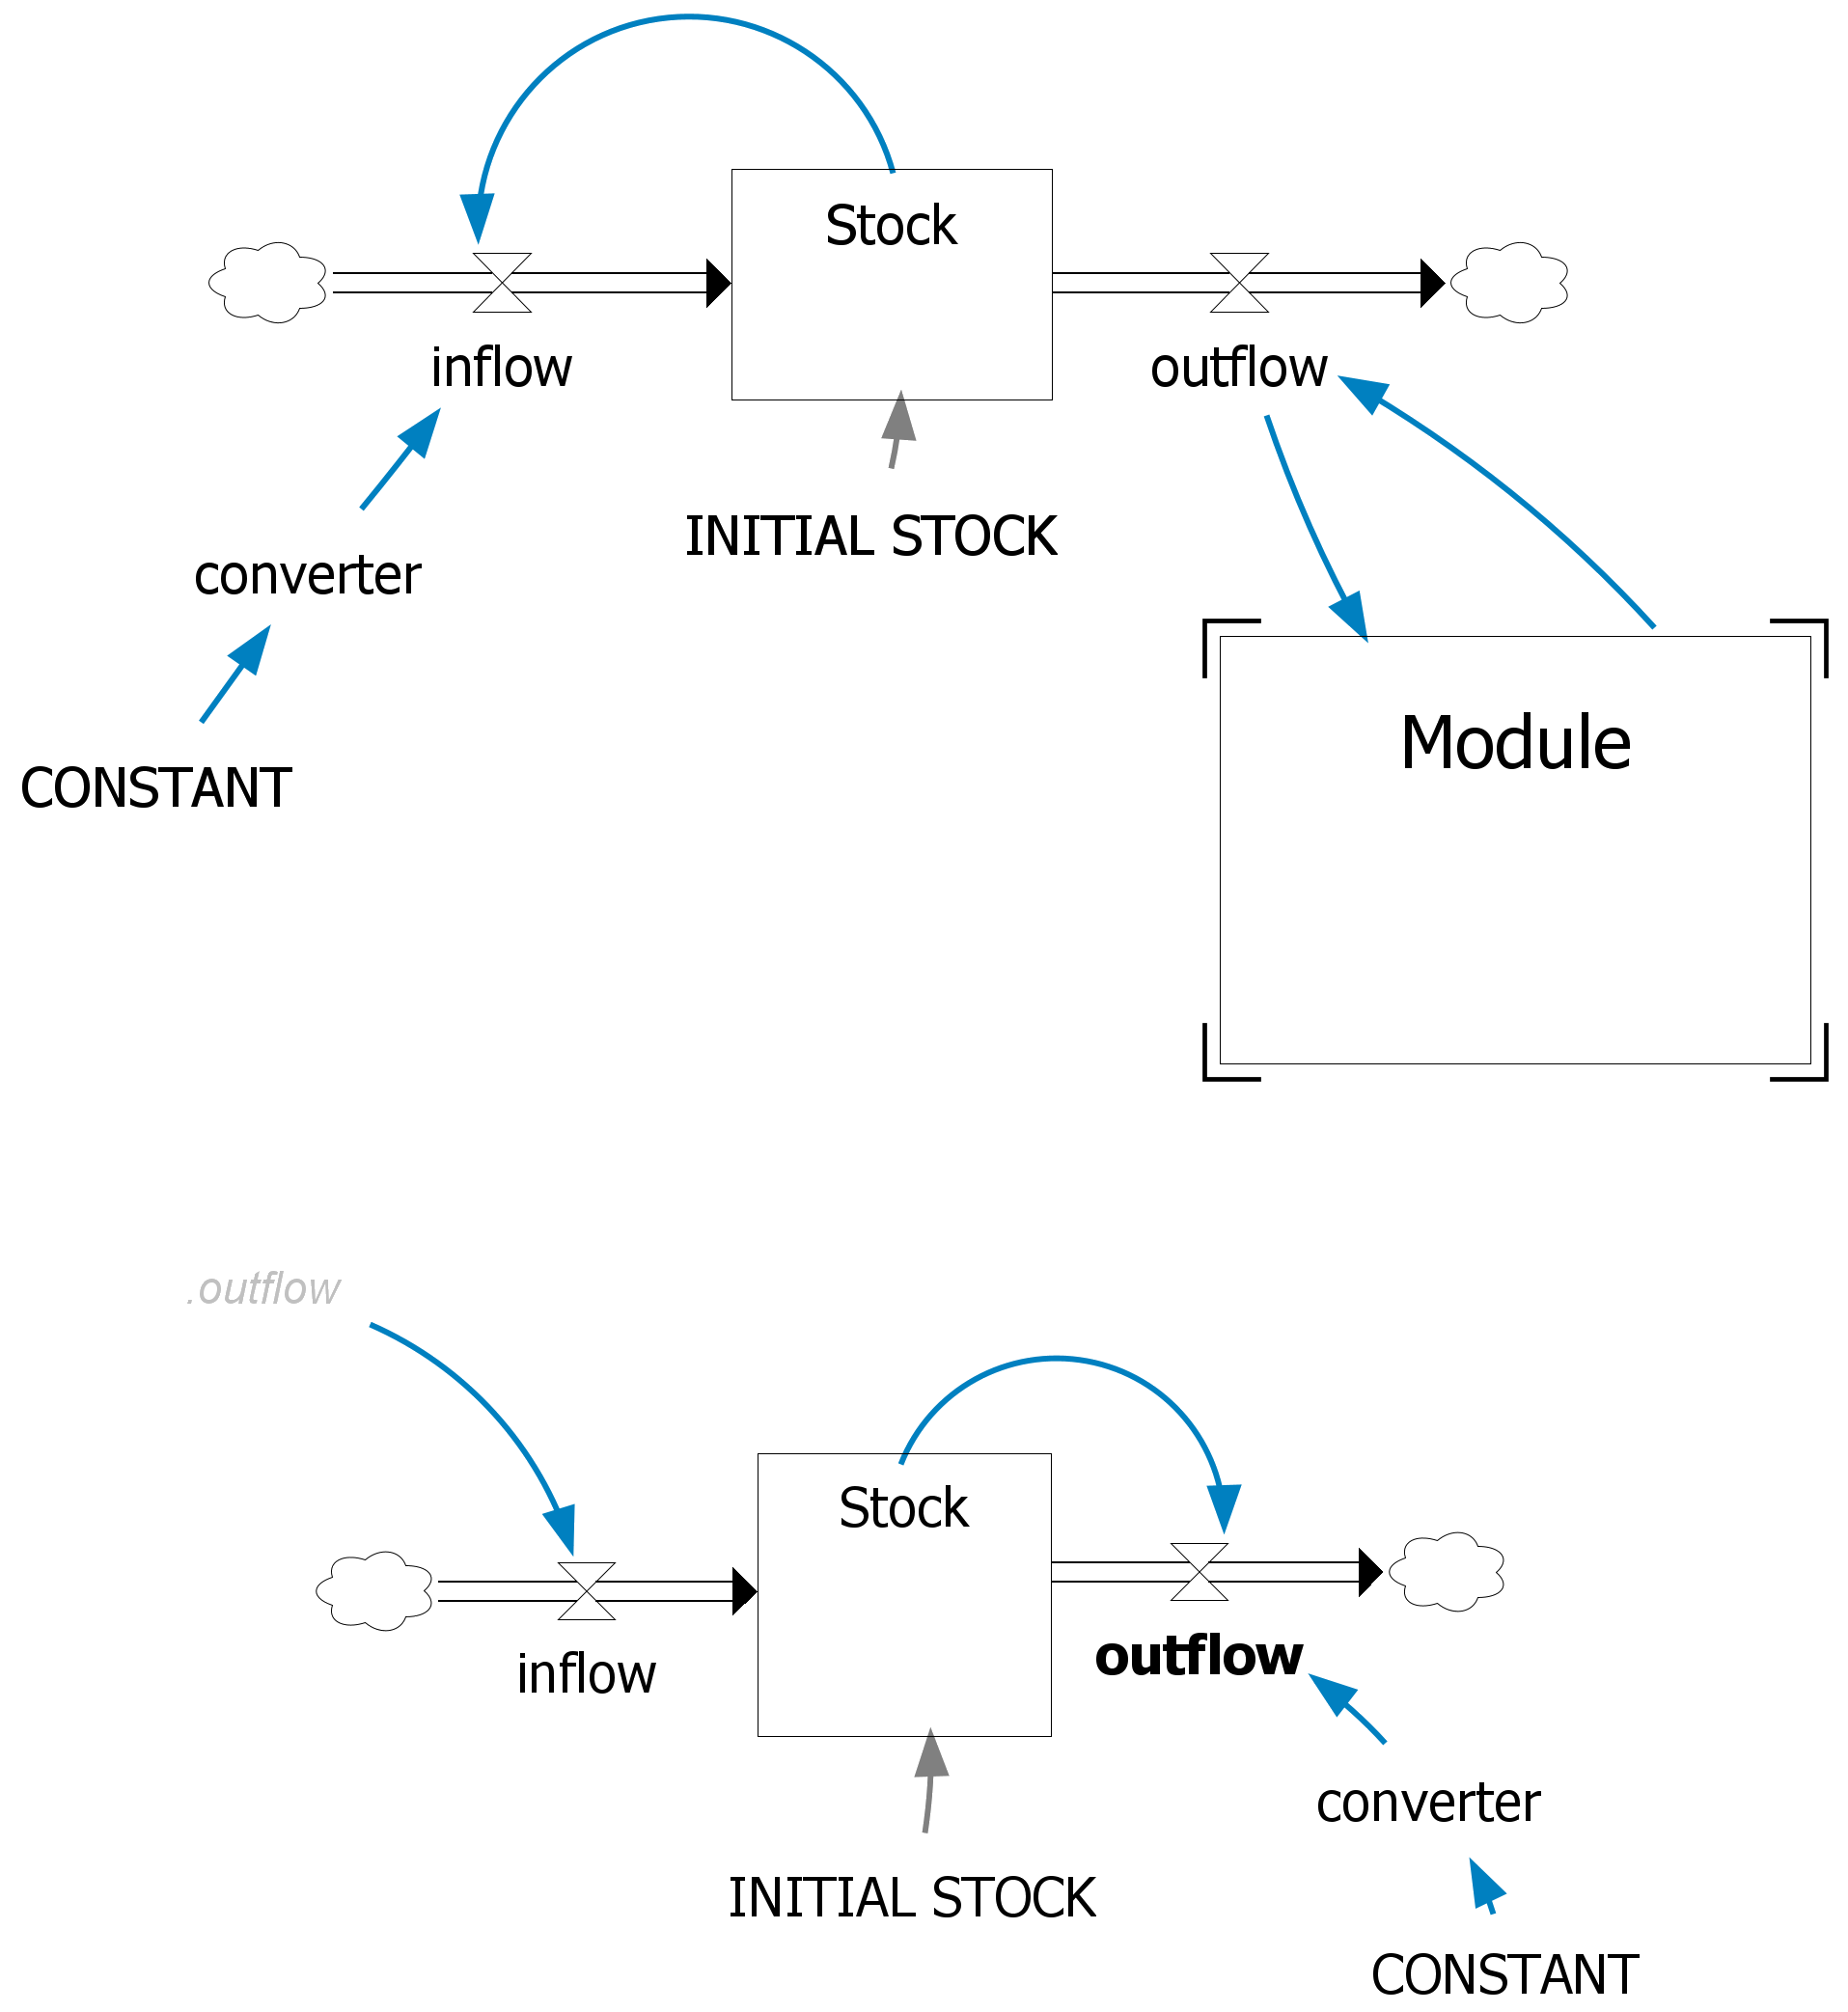 Stock
inflow
outflow
INITIAL STOCK
converter
Module
CONSTANT
.outflow
Stock
inflow
outflow
converter
INITIAL STOCK
CONSTANT